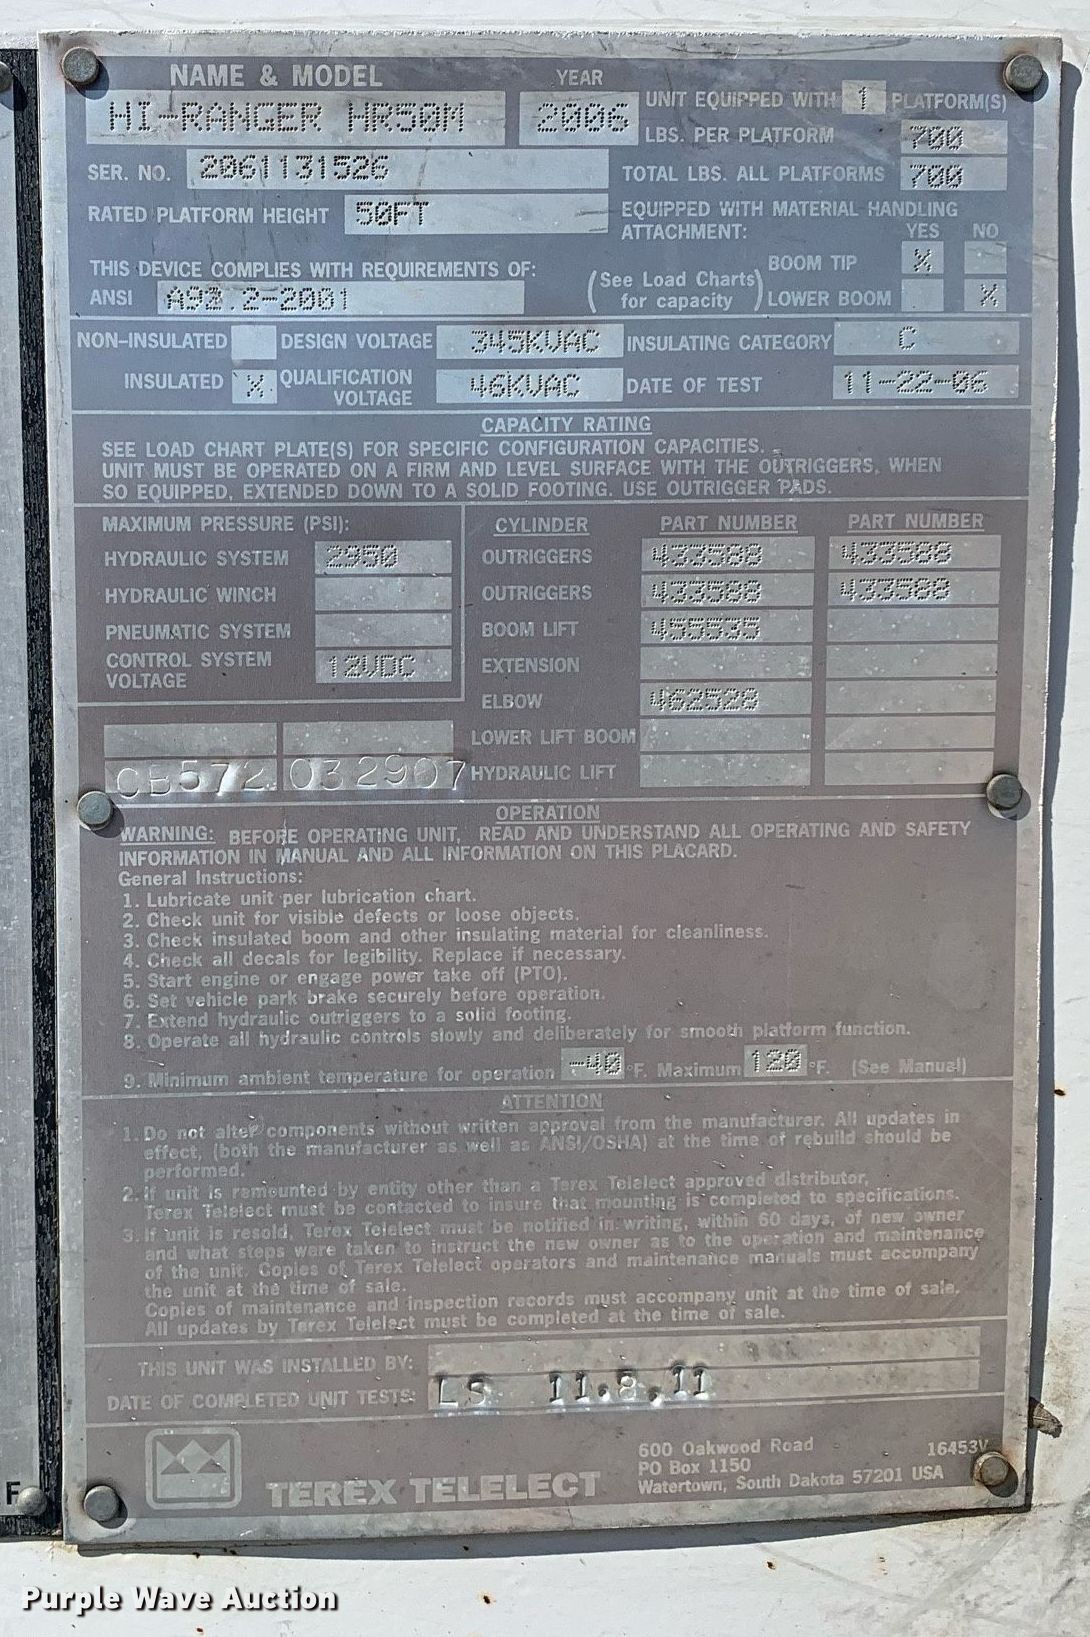 NAME & MODEL YEAR
HI-RANGER HR50M 2006
UNIT EQUIPPED WITH 1 PLATFORM(S)
LBS. PER PLATFORM 700
SER. NO. 2061131526
TOTAL LBS. ALL PLATFORMS 700
RATED PLATFORM HEIGHT 50FT
EQUIPPED WITH MATERIAL HANDLING
ATTACHMENT: YES NO
THIS DEVICE COMPLIES WITH REQUIREMENTS OF:
ANSI A92.2-2001
(See Load Charts
for capacity)
BOOM TIP X
LOWER BOOM X
NON-INSULATED DESIGN VOLTAGE 345KVAC INSULATING CATEGORY C
INSULATED X QUALIFICATION
VOLTAGE 46KVAC DATE OF TEST 11-22-06
CAPACITY RATING
SEE LOAD CHART PLATE(S) FOR SPECIFIC CONFIGURATION CAPACITIES.
UNIT MUST BE OPERATED ON A FIRM AND LEVEL SURFACE WITH THE OUTRIGGERS, WHEN
SO EQUIPPED, EXTENDED DOWN TO A SOLID FOOTING. USE OUTRIGGER PADS.
MAXIMUM PRESSURE (PSI):
HYDRAULIC SYSTEM 2950
HYDRAULIC WINCH
PNEUMATIC SYSTEM
CONTROL SYSTEM
VOLTAGE 12VDC
CB572 032907
CYLINDER PART NUMBER PART NUMBER
OUTRIGGERS 433588 433588
OUTRIGGERS 433588 433588
BOOM LIFT 455535
EXTENSION
ELBOW 462528
LOWER LIFT BOOM
HYDRAULIC LIFT
OPERATION
WARNING: BEFORE OPERATING UNIT, READ AND UNDERSTAND ALL OPERATING AND SAFETY
INFORMATION IN MANUAL AND ALL INFORMATION ON THIS PLACARD.
General Instructions:
1. Lubricate unit per lubrication chart.
2. Check unit for visible defects or loose objects.
3. Check insulated boom and other insulating material for cleanliness.
4. Check all decals for legibility. Replace if necessary.
5. Start engine or engage power take off (PTO).
6. Set vehicle park brake securely before operation.
7. Extend hydraulic outriggers to a solid footing.
8. Operate all hydraulic controls slowly and deliberately for smooth platform function.
9. Minimum ambient temperature for operation -40 °F. Maximum 120 °F. (See Manual)
ATTENTION
1. Do not alter components without written approval from the manufacturer. All updates in
effect, (both the manufacturer as well as ANSI/OSHA) at the time of rebuild should be
performed.
2. If unit is remounted by entity other than a Terex Telelect approved distributor,
Terex Telelect must be contacted to insure that mounting is completed to specifications.
3. If unit is resold, Terex Telelect must be notified in writing, within 60 days, of new owner
and what steps were taken to instruct the new owner as to the operation and maintenance
of the unit. Copies of Terex Telelect operators and maintenance manuals must accompany
the unit at the time of sale.
Copies of maintenance and inspection records must accompany unit at the time of sale.
All updates by Terex Telelect must be completed at the time of sale.
THIS UNIT WAS INSTALLED BY:
DATE OF COMPLETED UNIT TESTS: LS 11.8.11
TEREX TELELECT
600 Oakwood Road
PO Box 1150
Watertown, South Dakota 57201 USA
16453V
F
Purple Wave Auction